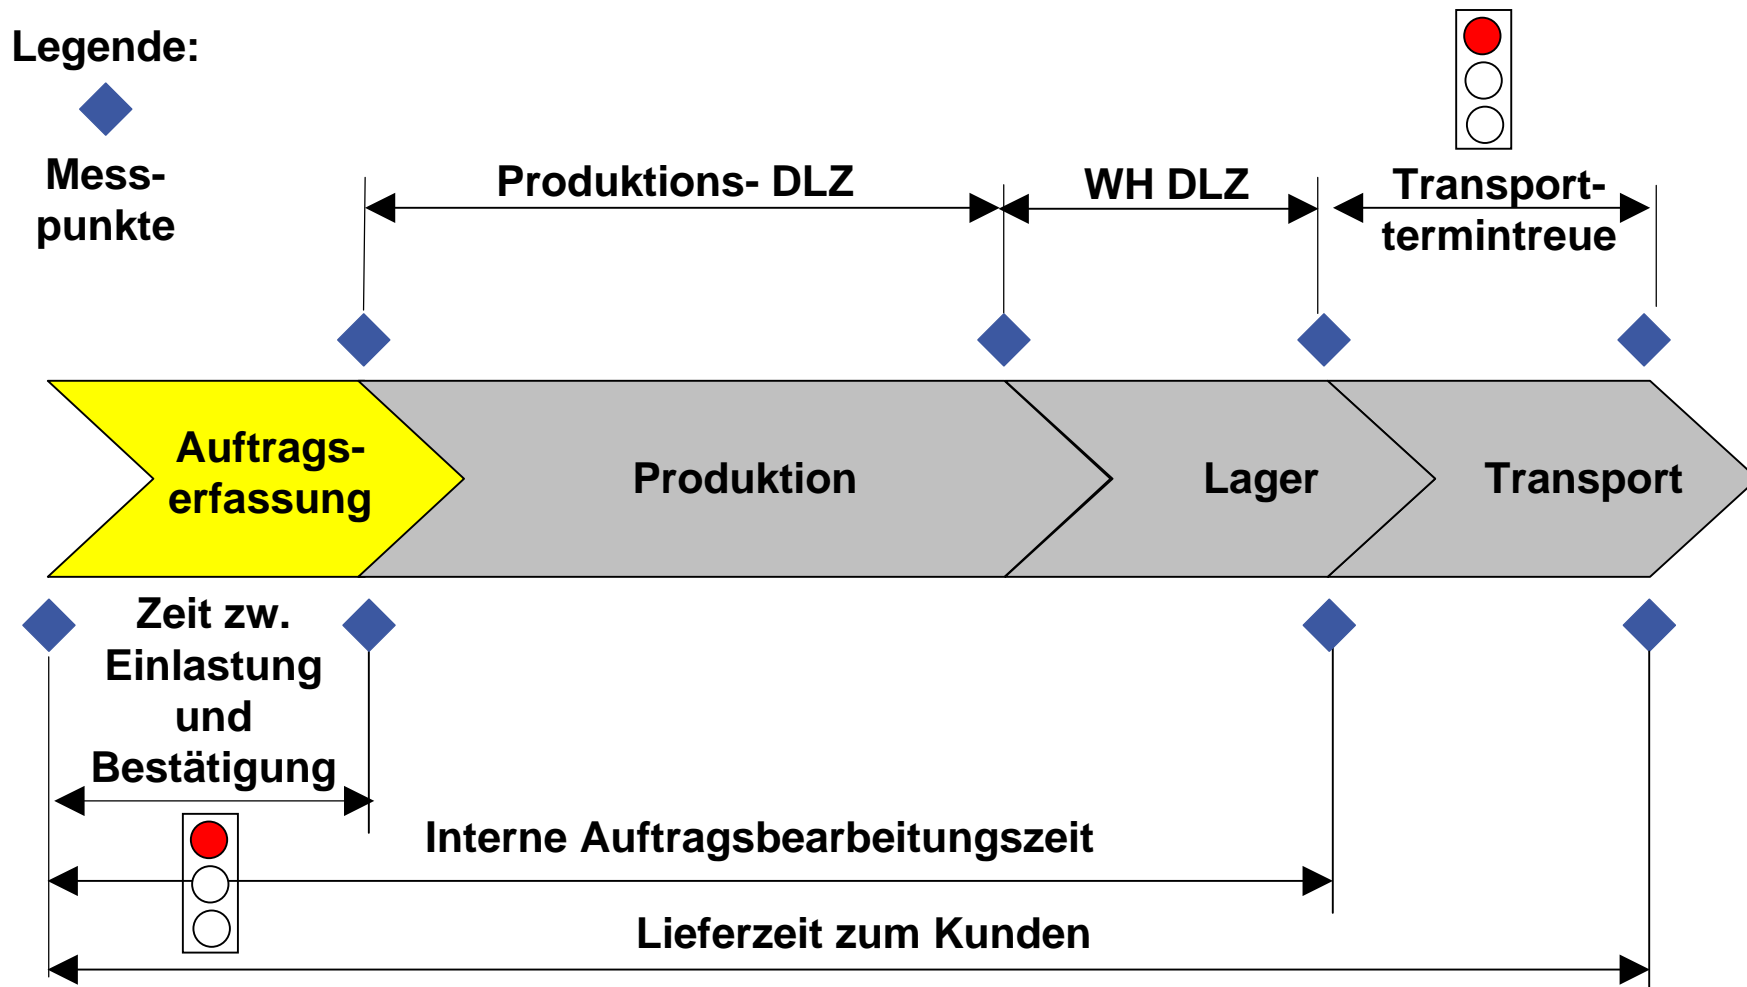 Legende:
Mess-
punkte
Produktions- DLZ
WH DLZ
Transport-
termintreue
Auftrags-
erfassung
Produktion
Lager
Transport
Zeit zw.
Einlastung
und
Bestätigung
Interne Auftragsbearbeitungszeit
Lieferzeit zum Kunden